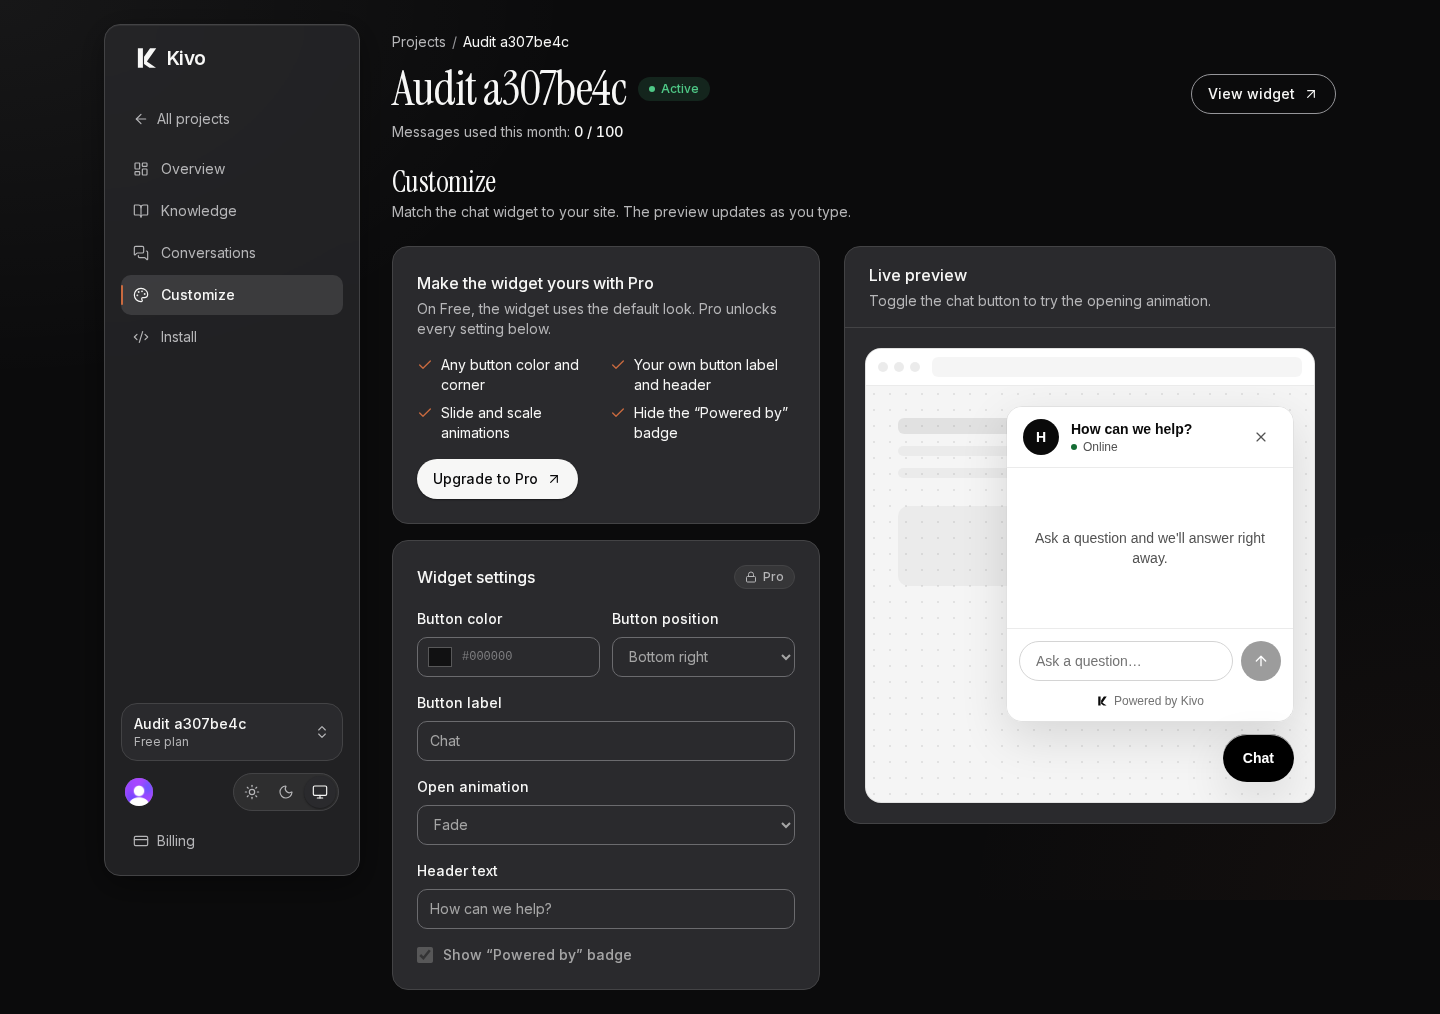 Kivo
All projects
Overview
Knowledge
Conversations
Customize
Install
Audit a307be4c
Free plan
Billing
Projects / Audit a307be4c
Audit a307be4c
Active
Messages used this month: 0 / 100
View widget
Customize
Match the chat widget to your site. The preview updates as you type.
Make the widget yours with Pro
On Free, the widget uses the default look. Pro unlocks
every setting below.
Any button color and
corner
Your own button label
and header
Slide and scale
animations
Hide the “Powered by”
badge
Upgrade to Pro
Widget settings
Pro
Button color
Button position
#000000
Bottom right
Button label
Chat
Open animation
Fade
Header text
How can we help?
Show “Powered by” badge
Live preview
Toggle the chat button to try the opening animation.
H
How can we help?
Online
Ask a question and we'll answer right
away.
Ask a question…
Powered by Kivo
Chat